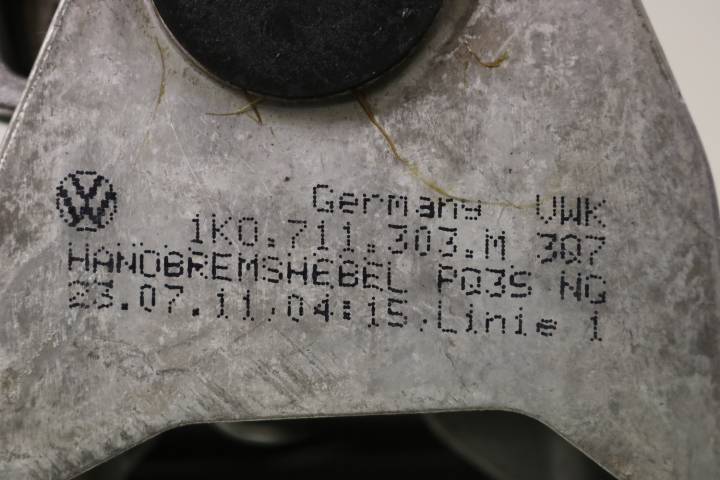 Germany VWK
1K0.711.303.M 3Q7
HANDBREMSHEBEL PQ35 NG
23.07.11,04:15,Linie 1